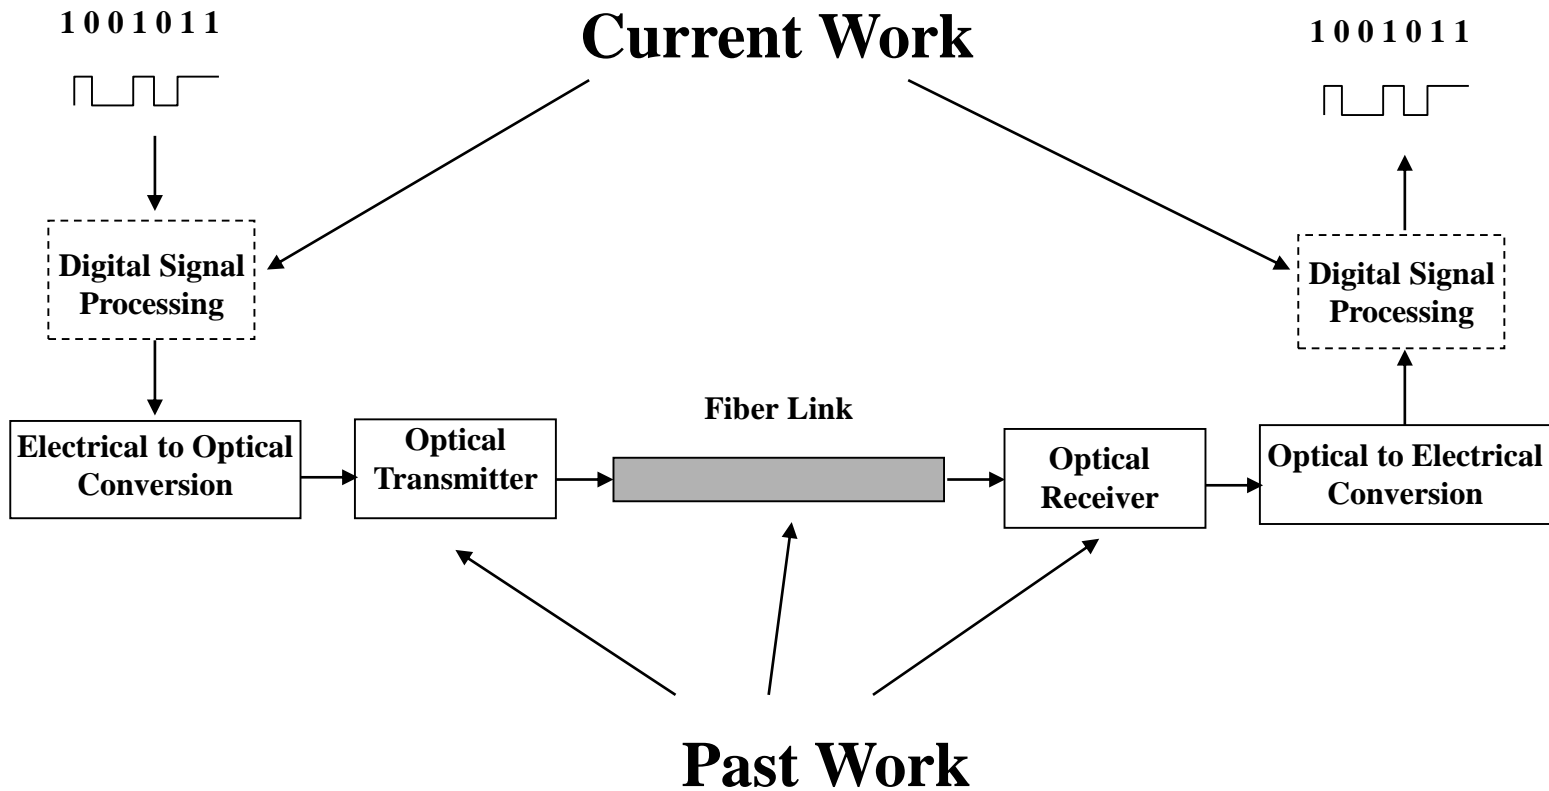 1 0 0 1 0 1 1
Current Work
1 0 0 1 0 1 1
Digital Signal
Processing
Digital Signal
Processing
Fiber Link
Electrical to Optical
Conversion
Optical
Transmitter
Optical
Receiver
Optical to Electrical
Conversion
Past Work